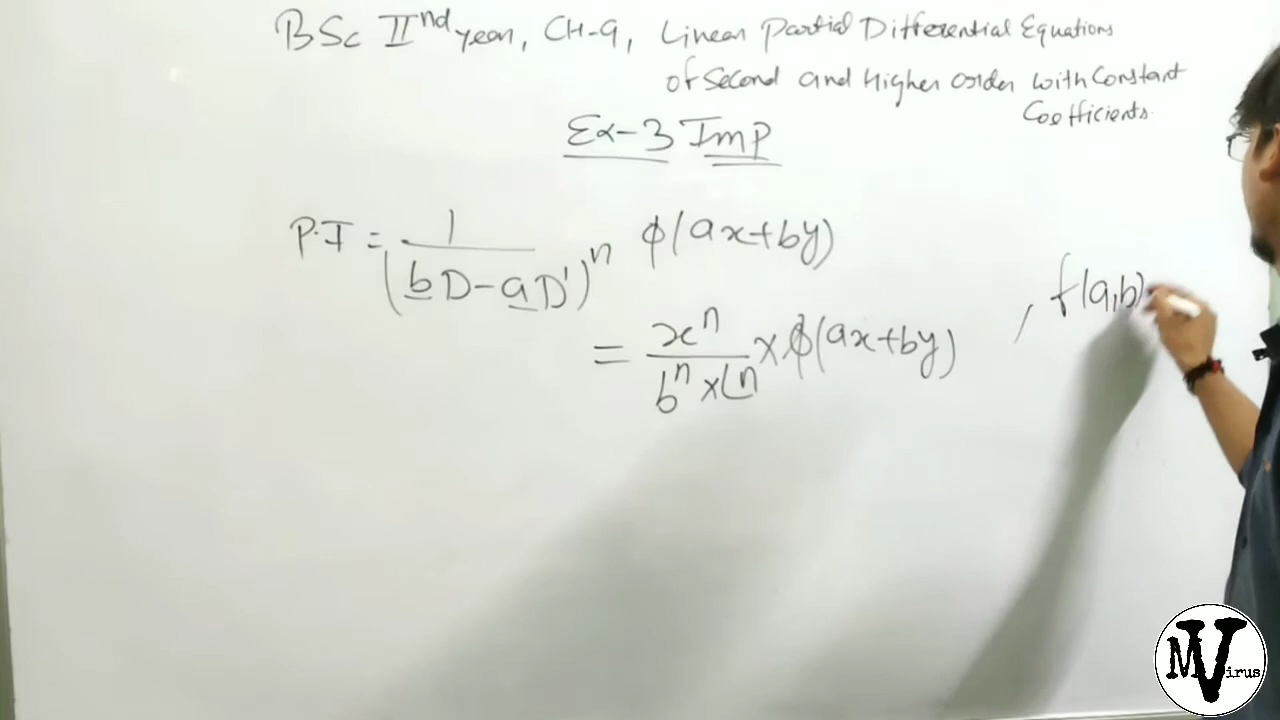 BSc IInd year, CH-9, Linear Partial Differential Equations
of Second and Higher order with Constant
Coefficients.
Ex-3 Imp
P.I = 1/(bD-aD')^n φ(ax+by)
= x^n/(b^n × ⌊n) × φ(ax+by) , f(a,b)
MVirus